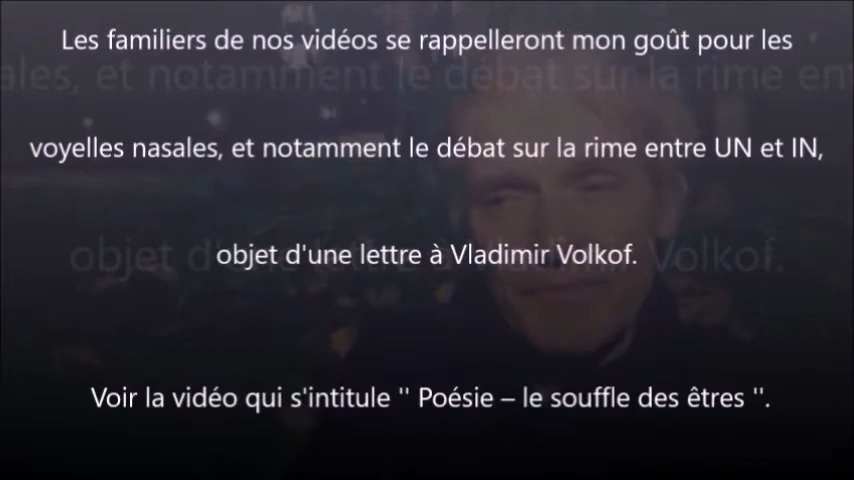 Les familiers de nos vidéos se rappelleront mon goût pour les
voyelles nasales, et notamment le débat sur la rime entre UN et IN,
objet d'une lettre à Vladimir Volkof.
Voir la vidéo qui s'intitule '' Poésie – le souffle des êtres ''.